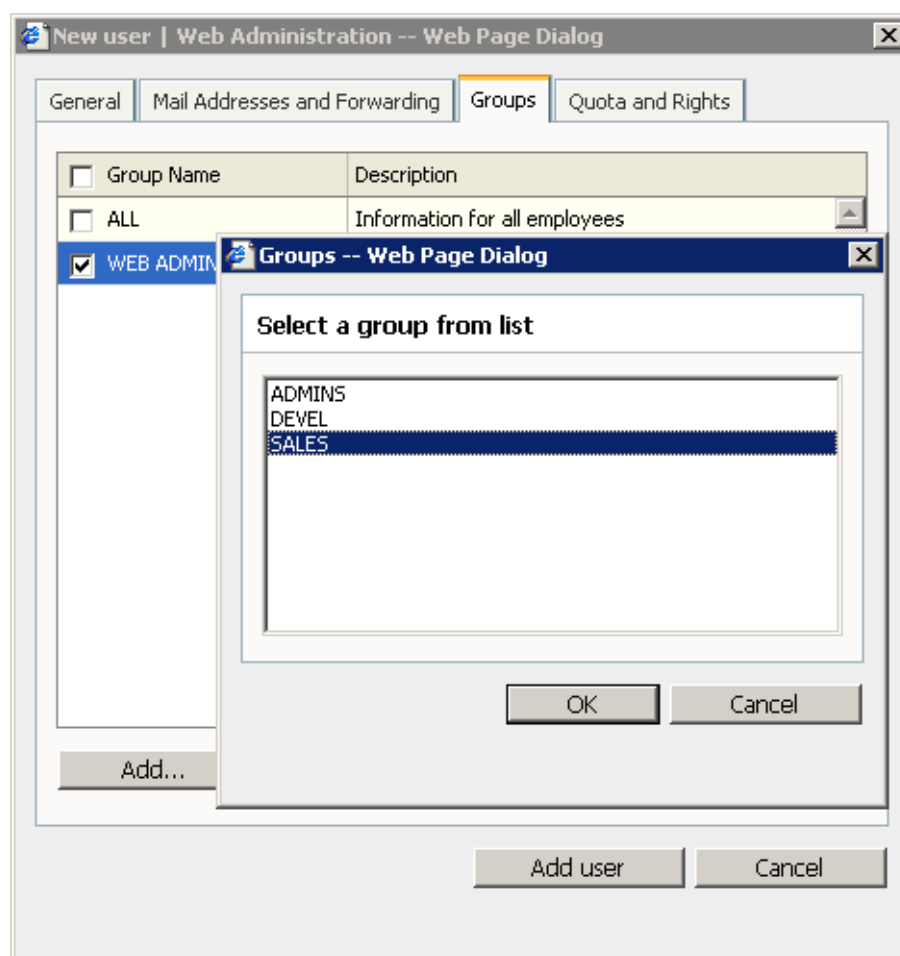 New user | Web Administration -- Web Page Dialog
General Mail Addresses and Forwarding Groups Quota and Rights
Group Name Description
ALL Information for all employees
WEB ADMIN
Groups -- Web Page Dialog
Select a group from list
ADMINS
DEVEL
SALES
OK Cancel
Add...
Add user Cancel